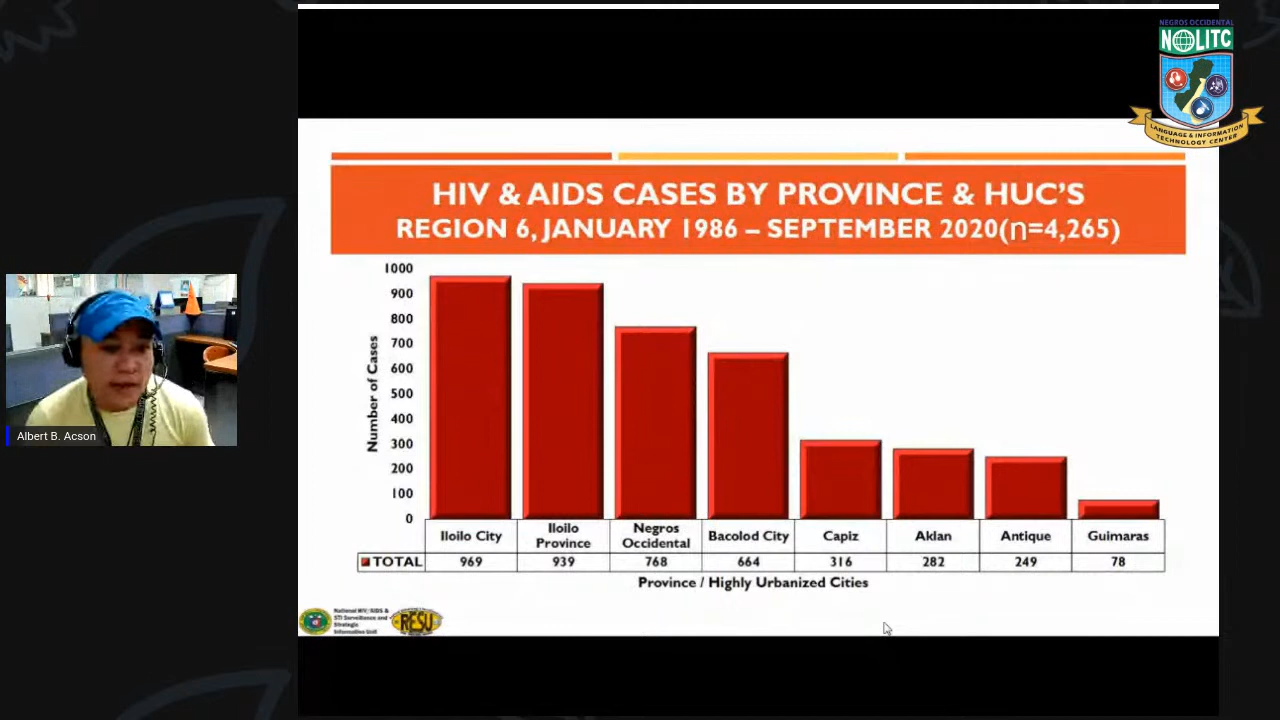 NEGROS OCCIDENTAL
NOLITC
LANGUAGE & INFORMATION
TECHNOLOGY CENTER
HIV & AIDS CASES BY PROVINCE & HUC'S
REGION 6, JANUARY 1986 – SEPTEMBER 2020(n=4,265)
Number of Cases
1000
900
800
700
600
500
400
300
200
100
0
Iloilo City Iloilo Province Negros Occidental Bacolod City Capiz Aklan Antique Guimaras
TOTAL 969 939 768 664 316 282 249 78
Province / Highly Urbanized Cities
Albert B. Acson
National HIV/AIDS &
STI Surveillance and
Strategic
Information Unit
RESU